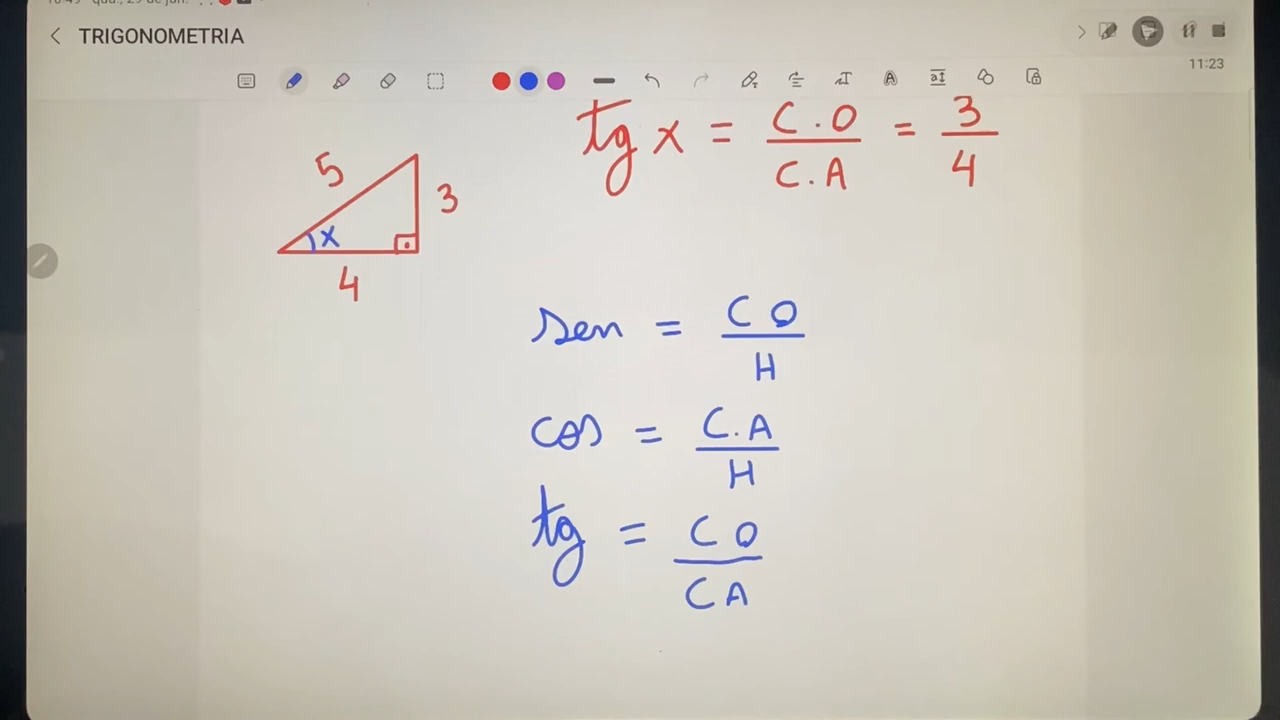 TRIGONOMETRIA
11:23
tg x = C.O / C.A = 3 / 4
5
3
x
4
sen = CO / H
cos = C.A / H
tg = CO / CA